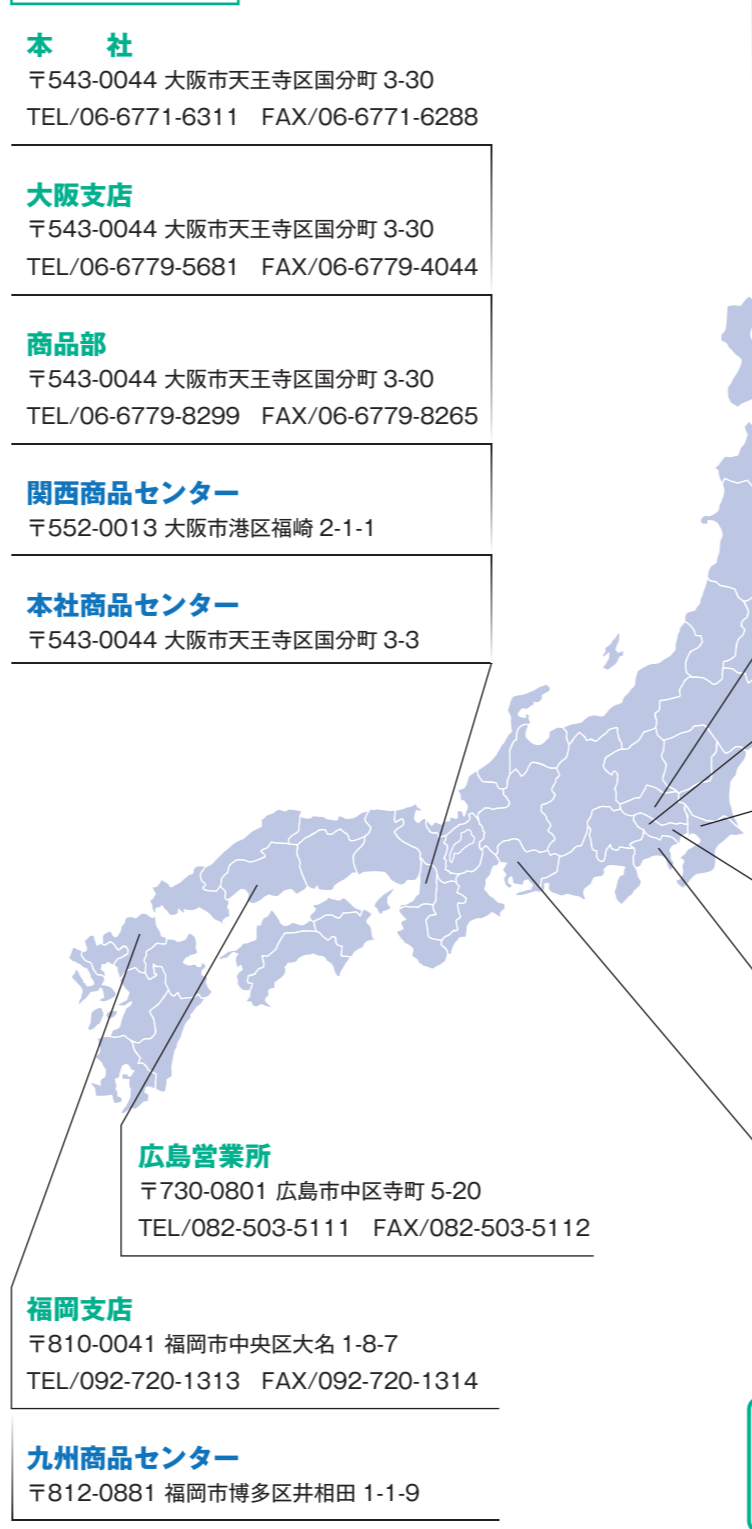 本　　社
〒543-0044 大阪市天王寺区国分町 3-30
TEL/06-6771-6311　FAX/06-6771-6288
大阪支店
〒543-0044 大阪市天王寺区国分町 3-30
TEL/06-6779-5681　FAX/06-6779-4044
商品部
〒543-0044 大阪市天王寺区国分町 3-30
TEL/06-6779-8299　FAX/06-6779-8265
関西商品センター
〒552-0013 大阪市港区福崎 2-1-1
本社商品センター
〒543-0044 大阪市天王寺区国分町 3-3
広島営業所
〒730-0801 広島市中区寺町 5-20
TEL/082-503-5111　FAX/082-503-5112
福岡支店
〒810-0041 福岡市中央区大名 1-8-7
TEL/092-720-1313　FAX/092-720-1314
九州商品センター
〒812-0881 福岡市博多区井相田 1-1-9